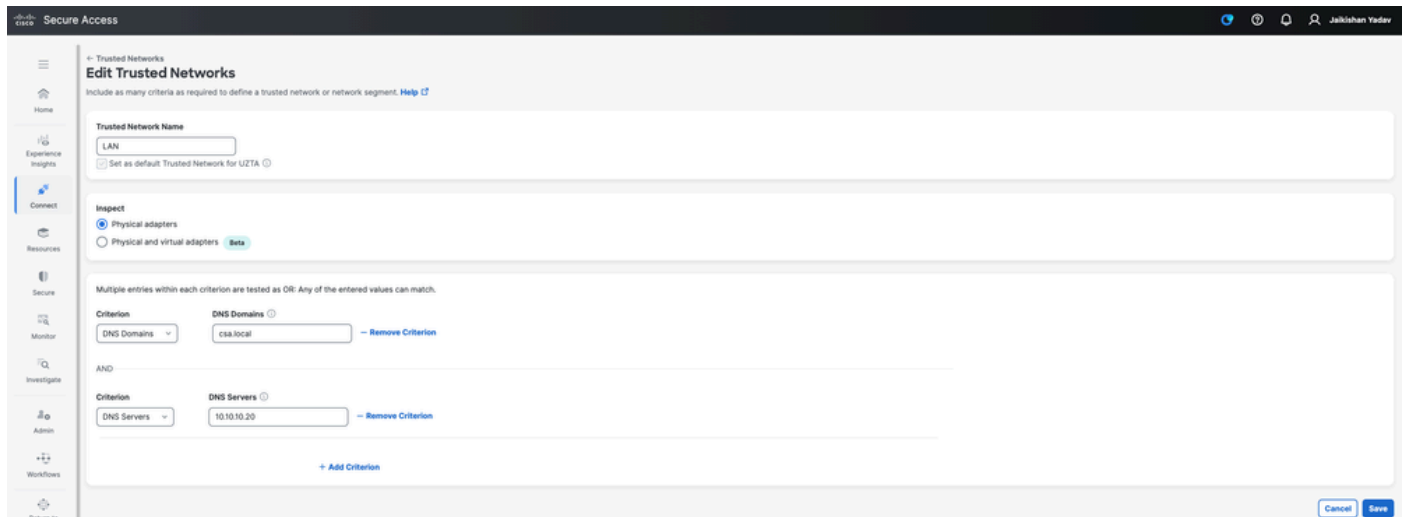 CISCO Secure Access
Jaikishan Yadav
Home
Experience Insights
Connect
Resources
Secure
Monitor
Investigate
Admin
Workflows
← Trusted Networks
Edit Trusted Networks
Include as many criteria as required to define a trusted network or network segment. Help
Trusted Network Name
LAN
Set as default Trusted Network for UZTA
Inspect
Physical adapters
Physical and virtual adapters Beta
Multiple entries within each criterion are tested as OR: Any of the entered values can match.
Criterion DNS Domains
DNS Domains csa.local − Remove Criterion
AND
Criterion DNS Servers
DNS Servers 10.10.10.20 − Remove Criterion
+ Add Criterion
Cancel Save